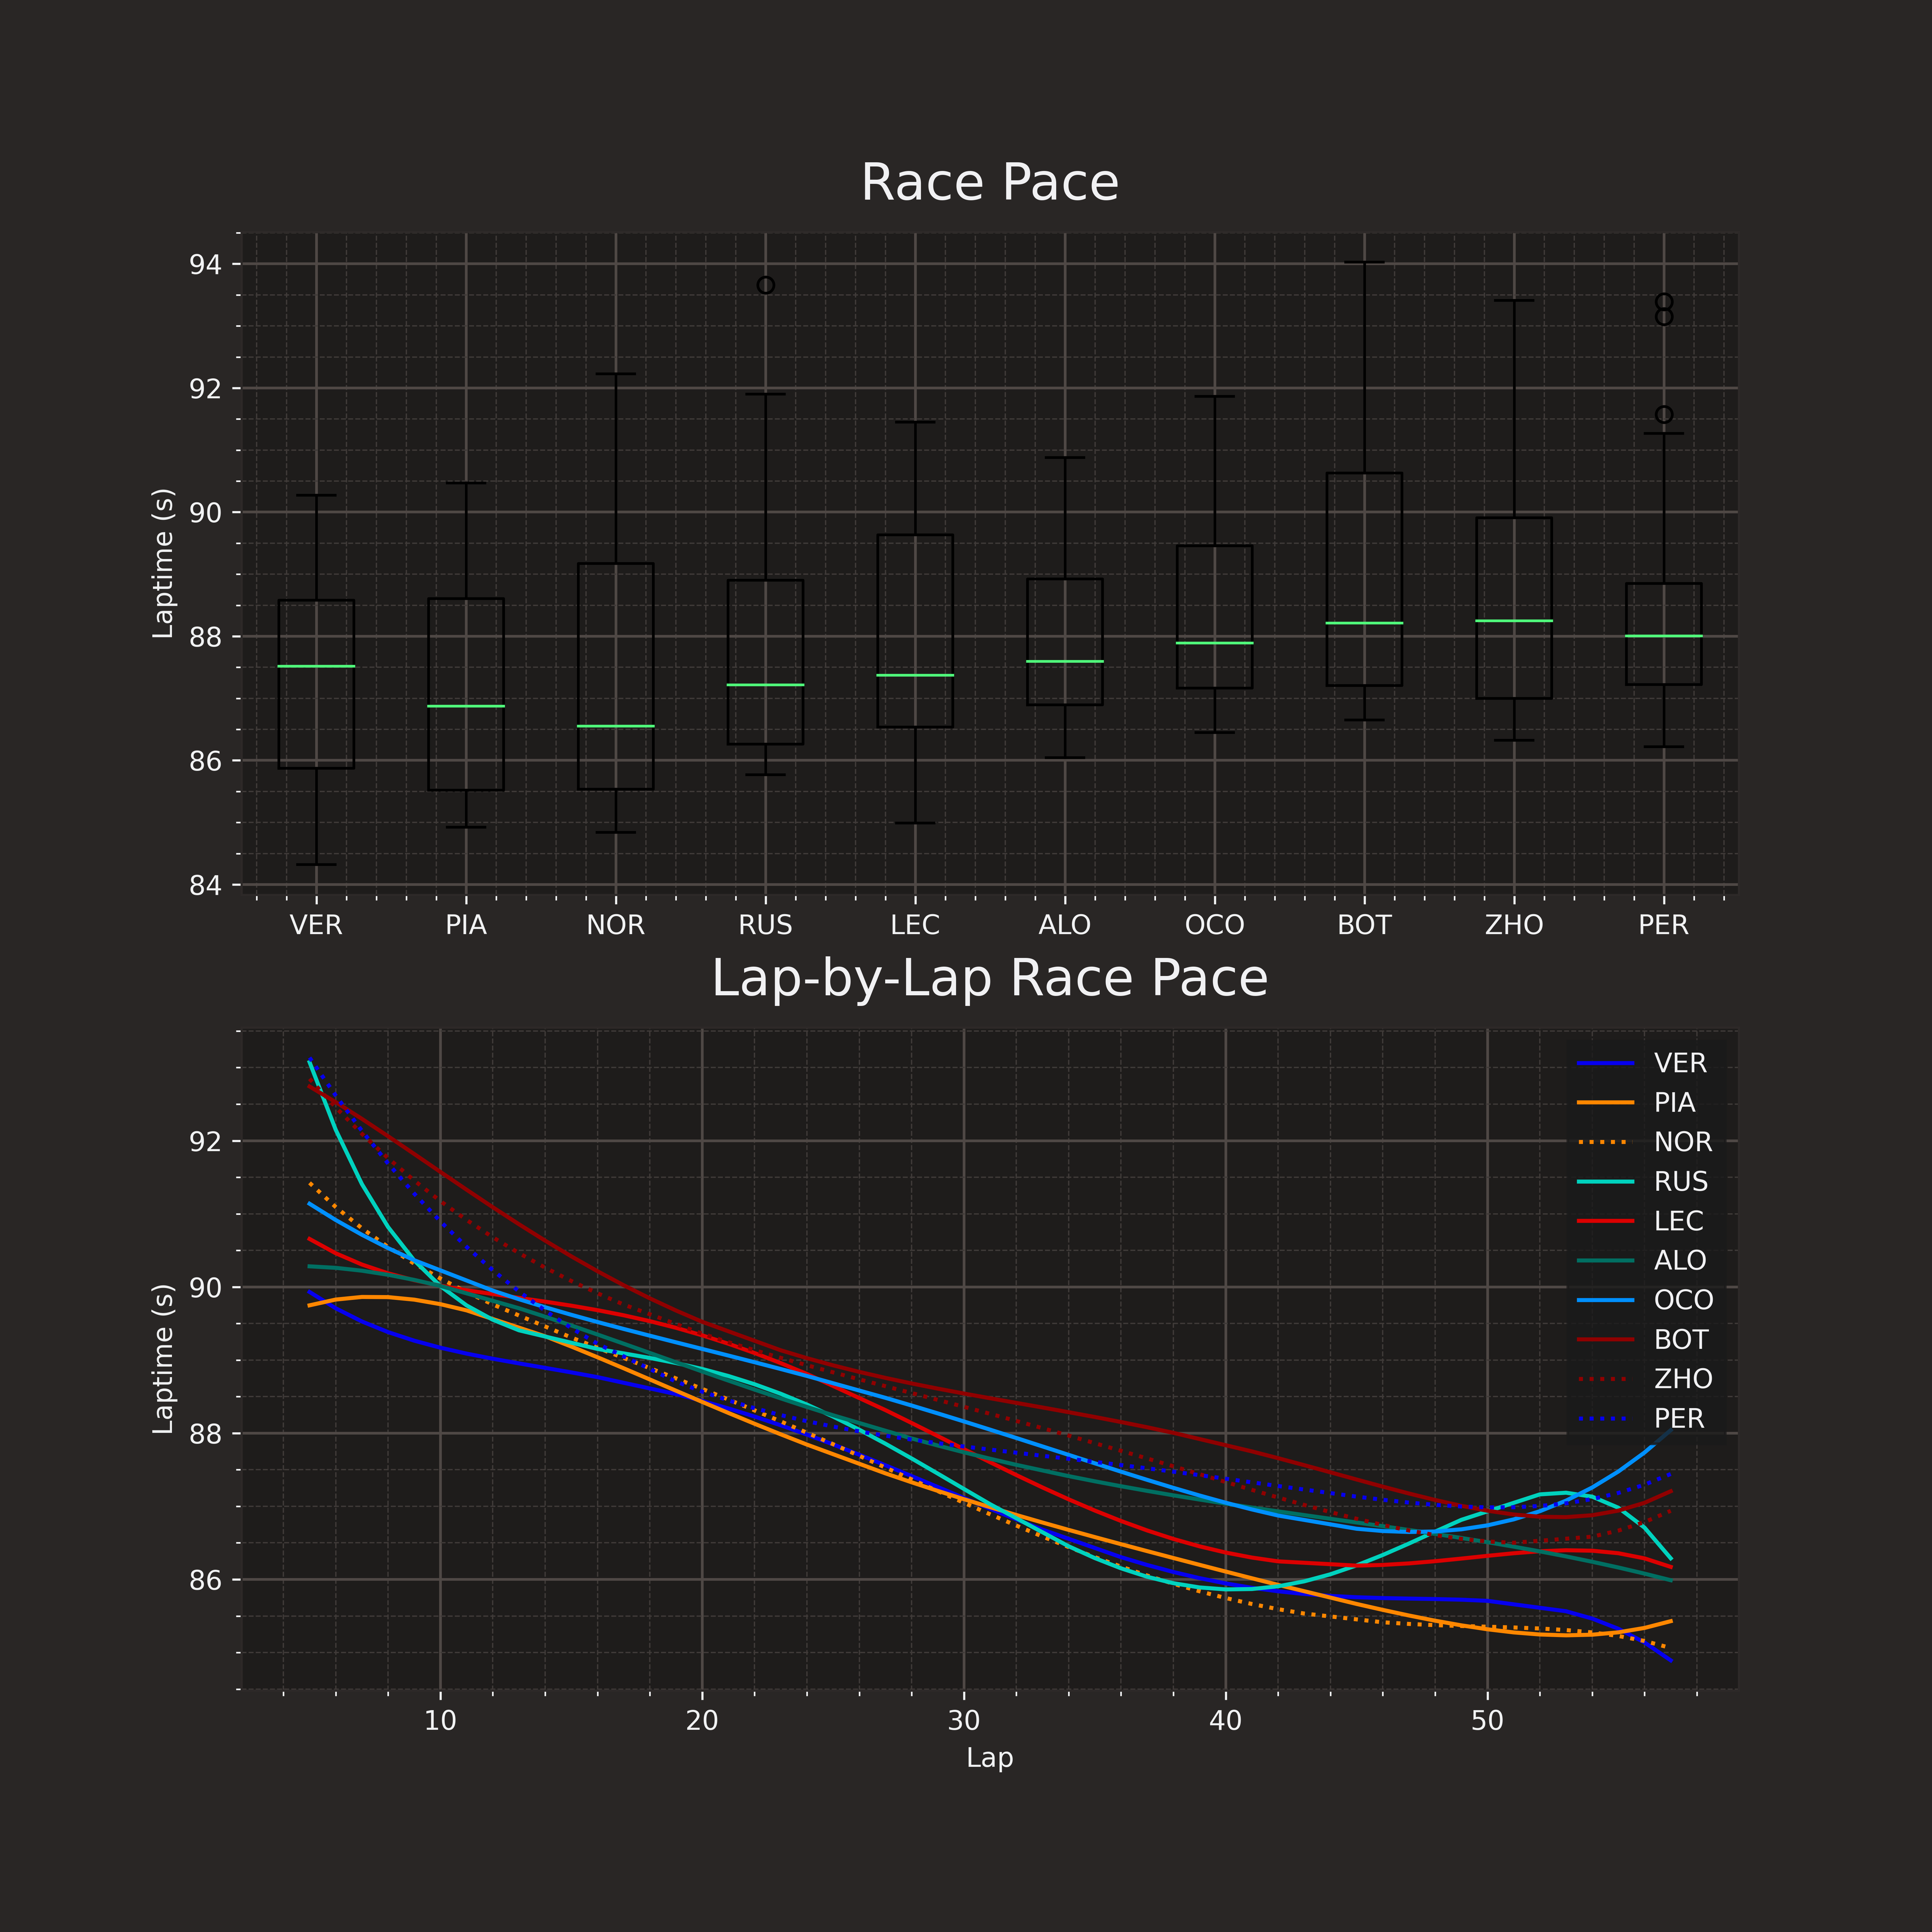 Race Pace
94
92
90
88
86
84
Laptime (s)
VER PIA NOR RUS LEC ALO OCO BOT ZHO PER
Lap-by-Lap Race Pace
92
90
88
86
Laptime (s)
VER
PIA
NOR
RUS
LEC
ALO
OCO
BOT
ZHO
PER
10 20 30 40 50
Lap